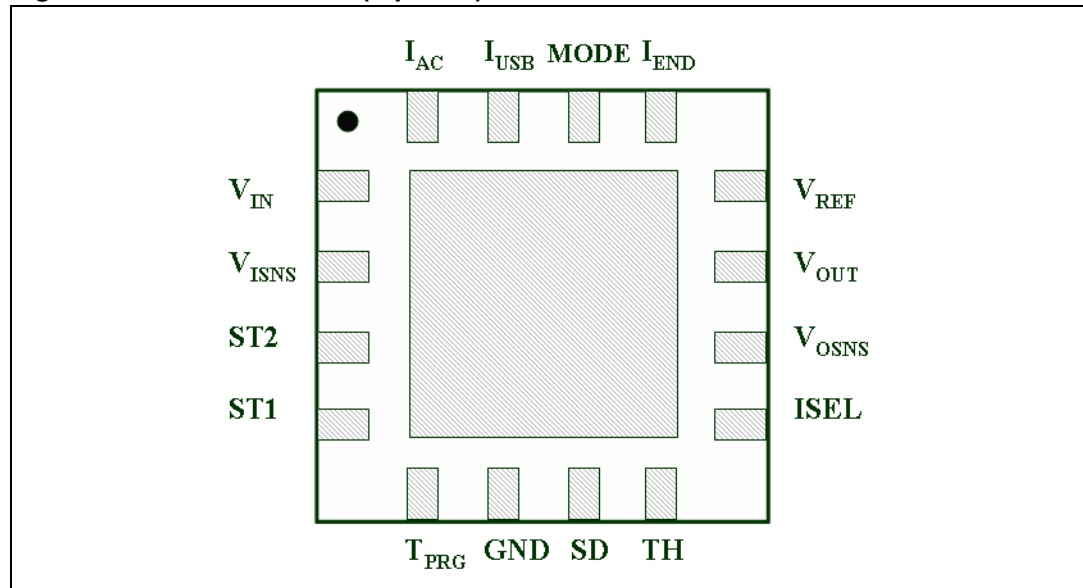 I_AC I_USB MODE I_END
V_IN V_REF
V_ISNS V_OUT
ST2 V_OSNS
ST1 ISEL
T_PRG GND SD TH